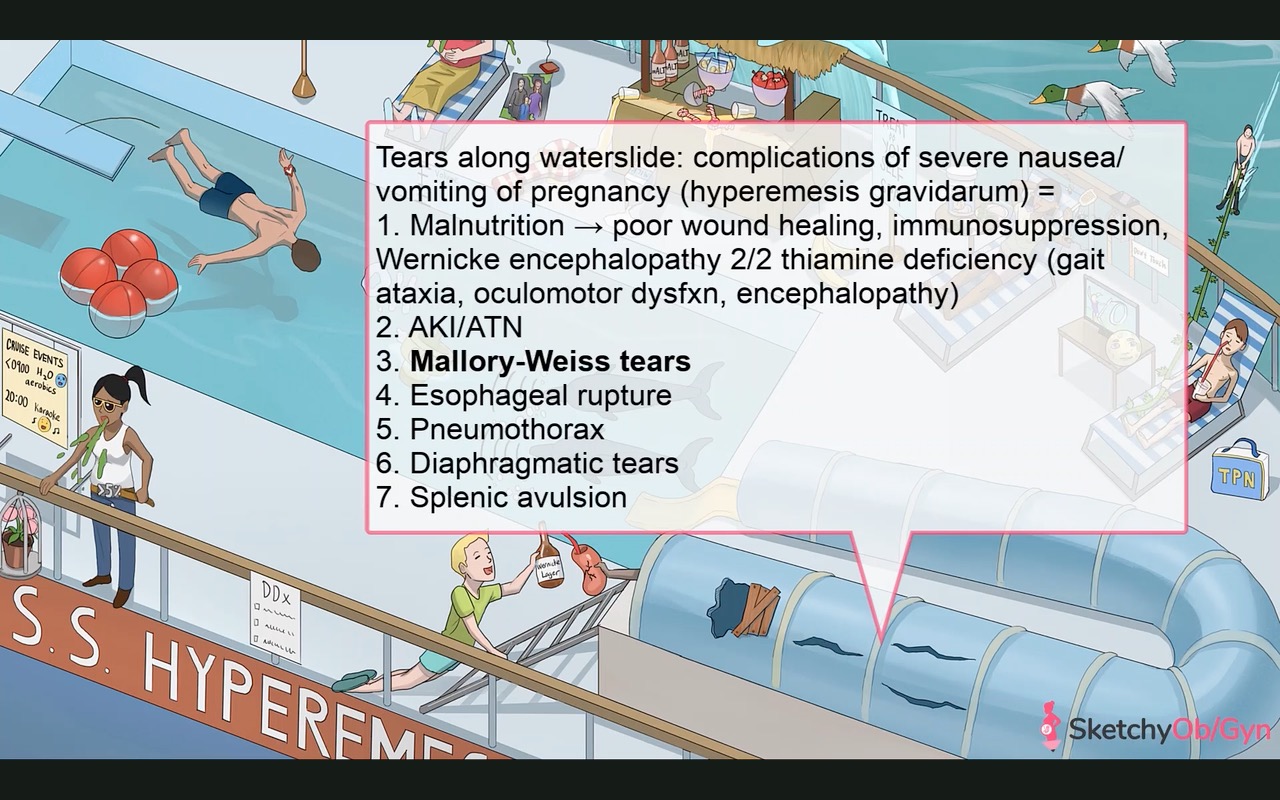 Tears along waterslide: complications of severe nausea/
vomiting of pregnancy (hyperemesis gravidarum) =
1. Malnutrition → poor wound healing, immunosuppression,
Wernicke encephalopathy 2/2 thiamine deficiency (gait
ataxia, oculomotor dysfxn, encephalopathy)
2. AKI/ATN
3. Mallory-Weiss tears
4. Esophageal rupture
5. Pneumothorax
6. Diaphragmatic tears
7. Splenic avulsion
TREAT
CRUISE EVENTS
<0900 H₂O
aerobics
20:00 Karaoke
>5%
TPN
Wernicke
Lager
DDx
S.S. HYPEREMES
SketchyOb/Gyn